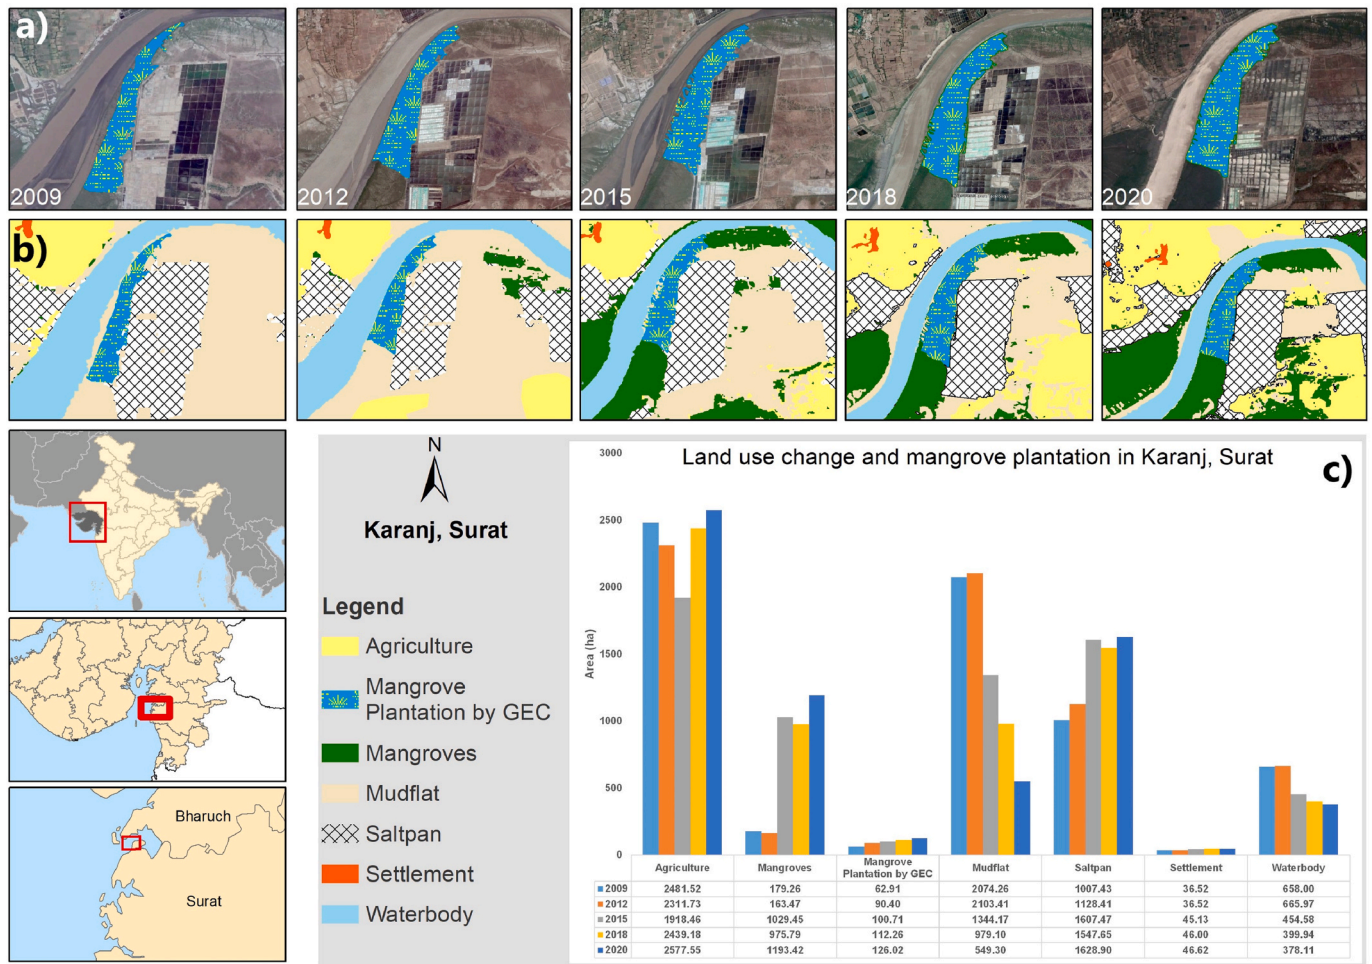 a)
2009
2012
2015
2018
2020
b)
N
Karanj, Surat
Legend
Agriculture
Mangrove
Plantation by GEC
Mangroves
Mudflat
Saltpan
Settlement
Waterbody
Bharuch
Surat
c)
Land use change and mangrove plantation in Karanj, Surat
Area (ha)
3000
2500
2000
1500
1000
500
0
Agriculture Mangroves Mangrove Plantation by GEC Mudflat Saltpan Settlement Waterbody
2009 2481.52 179.26 62.91 2074.26 1007.43 36.52 658.00
2012 2311.73 163.47 90.40 2103.41 1128.41 36.52 665.97
2015 1918.46 1029.45 100.71 1344.17 1607.47 45.13 454.58
2018 2439.18 975.79 112.26 979.10 1547.65 46.00 399.94
2020 2577.55 1193.42 126.02 549.30 1628.90 46.62 378.11